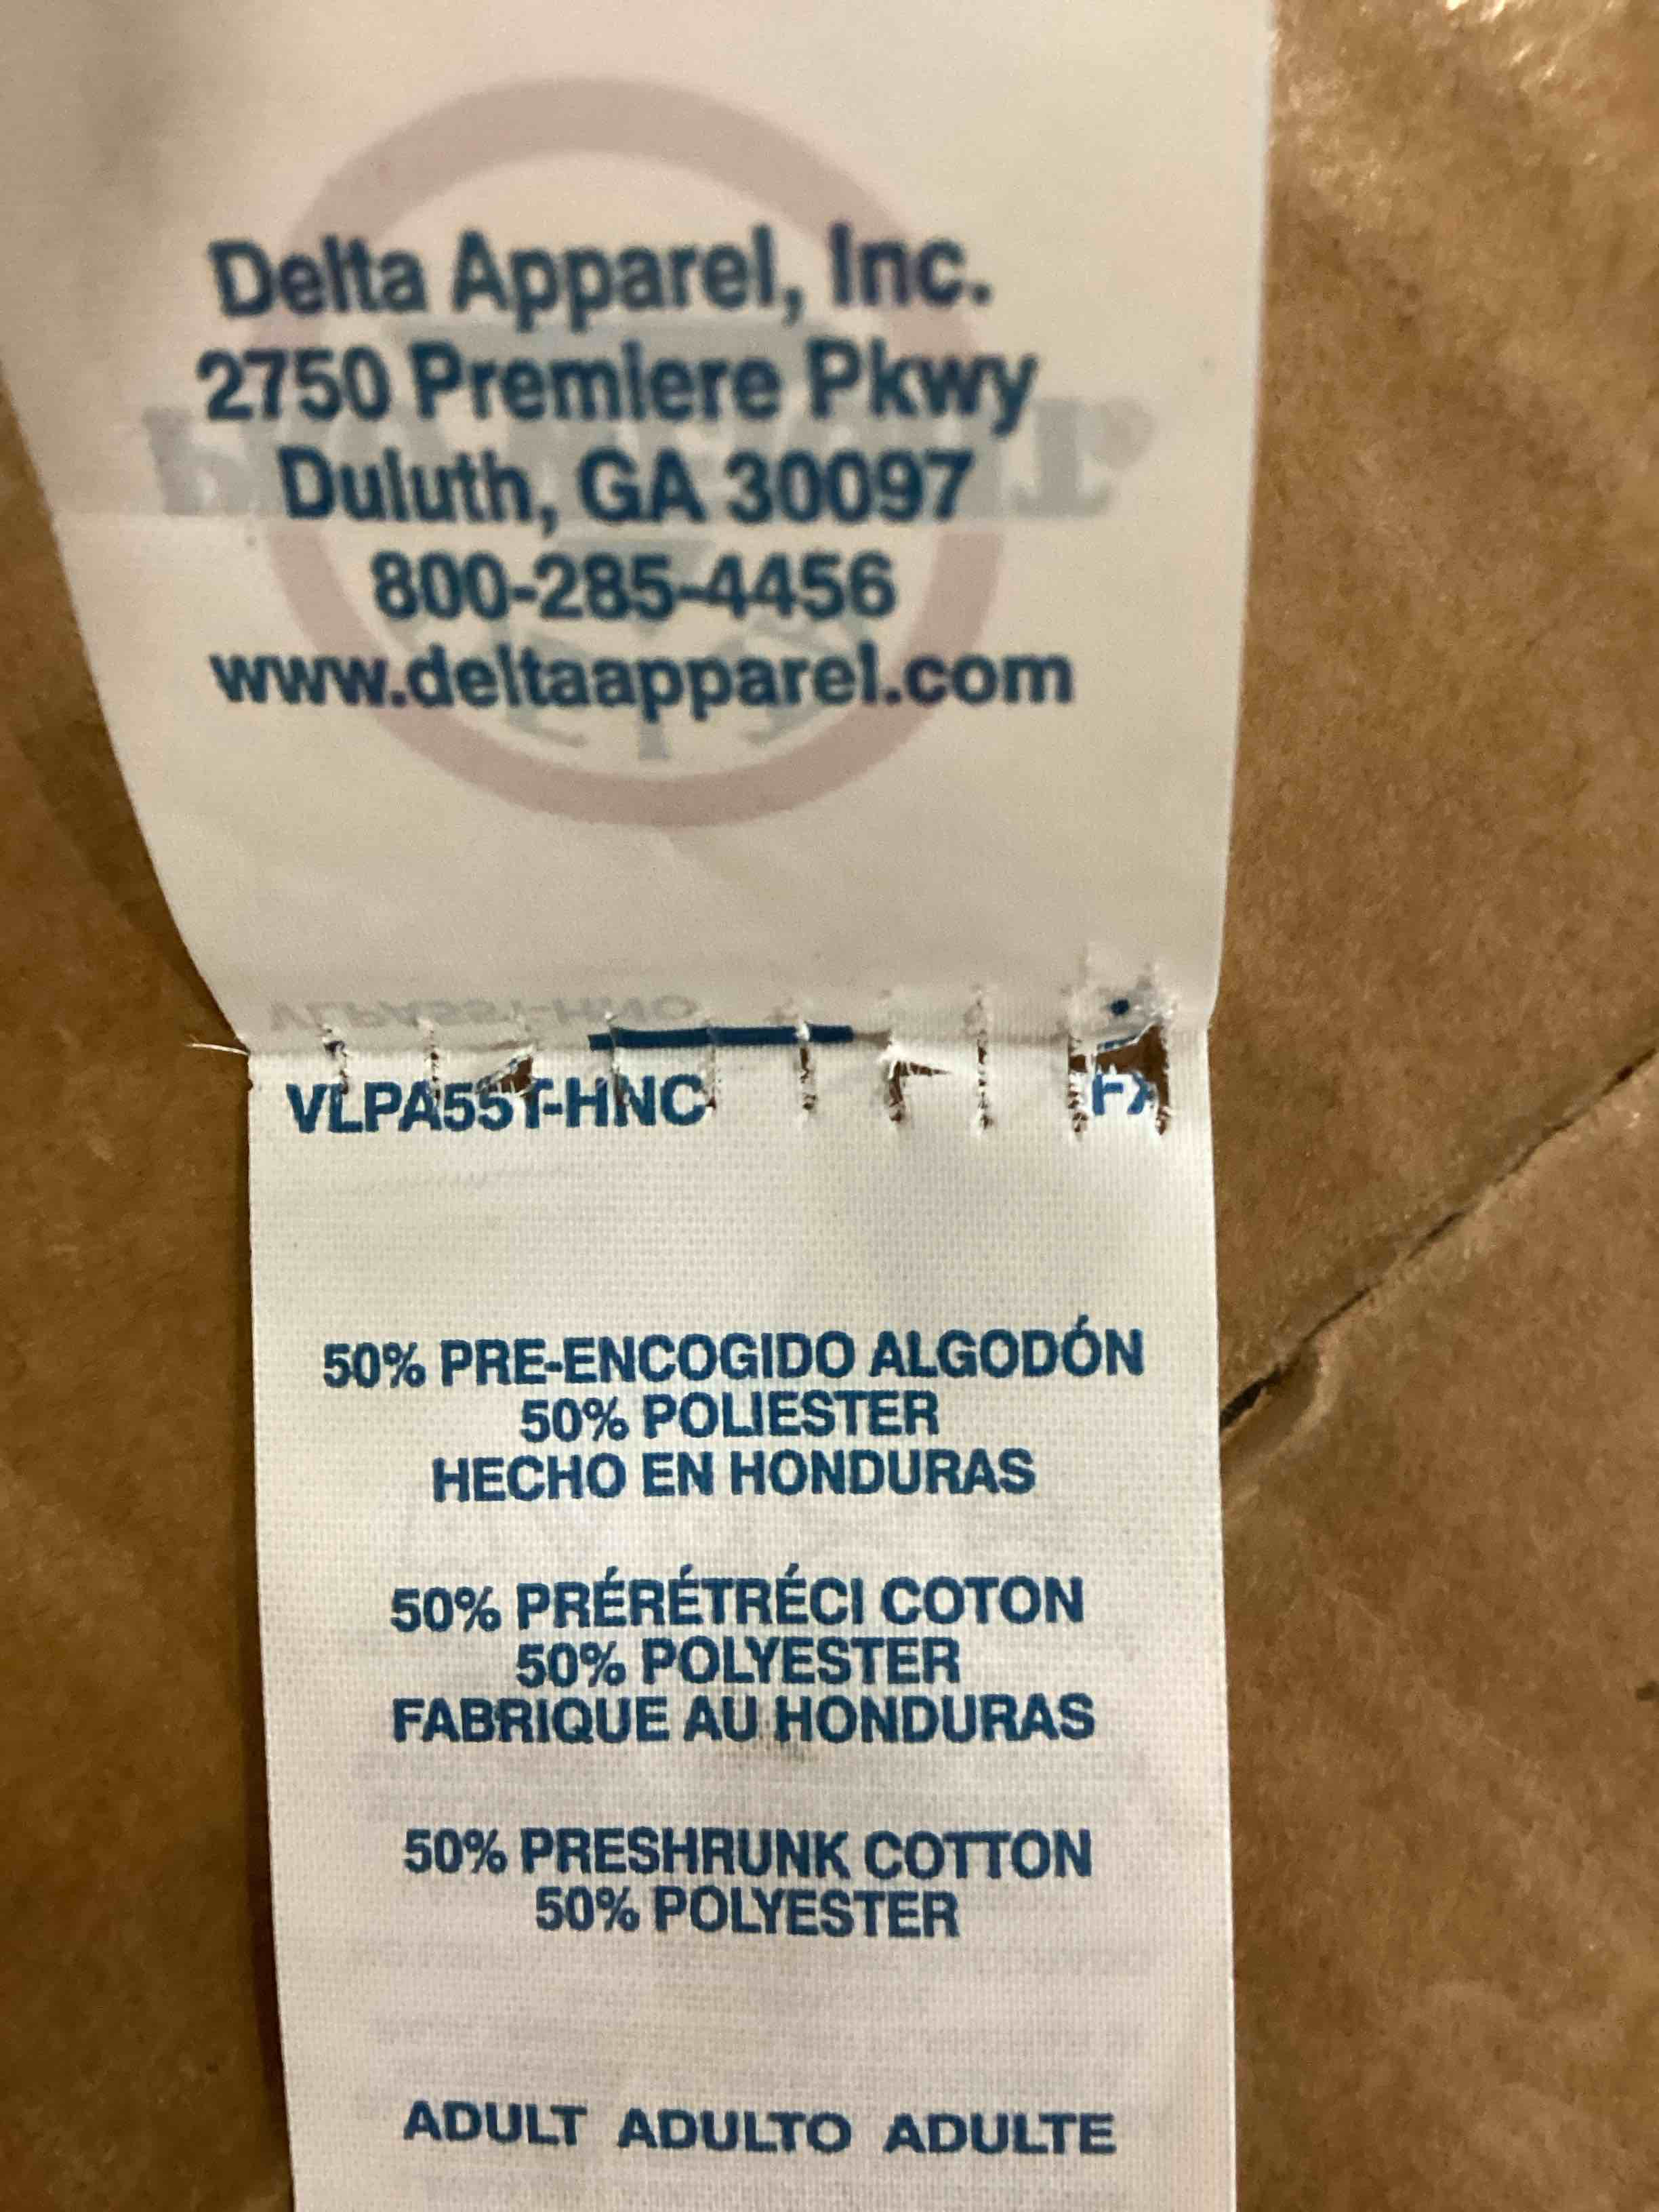 Delta Apparel, Inc.
2750 Premiere Pkwy
Duluth, GA 30097
800-285-4456
www.deltaapparel.com
VLPA55T-HNC
50% PRE-ENCOGIDO ALGODÓN
50% POLIESTER
HECHO EN HONDURAS
50% PRÉRÉTRÉCI COTON
50% POLYESTER
FABRIQUE AU HONDURAS
50% PRESHRUNK COTTON
50% POLYESTER
ADULT ADULTO ADULTE